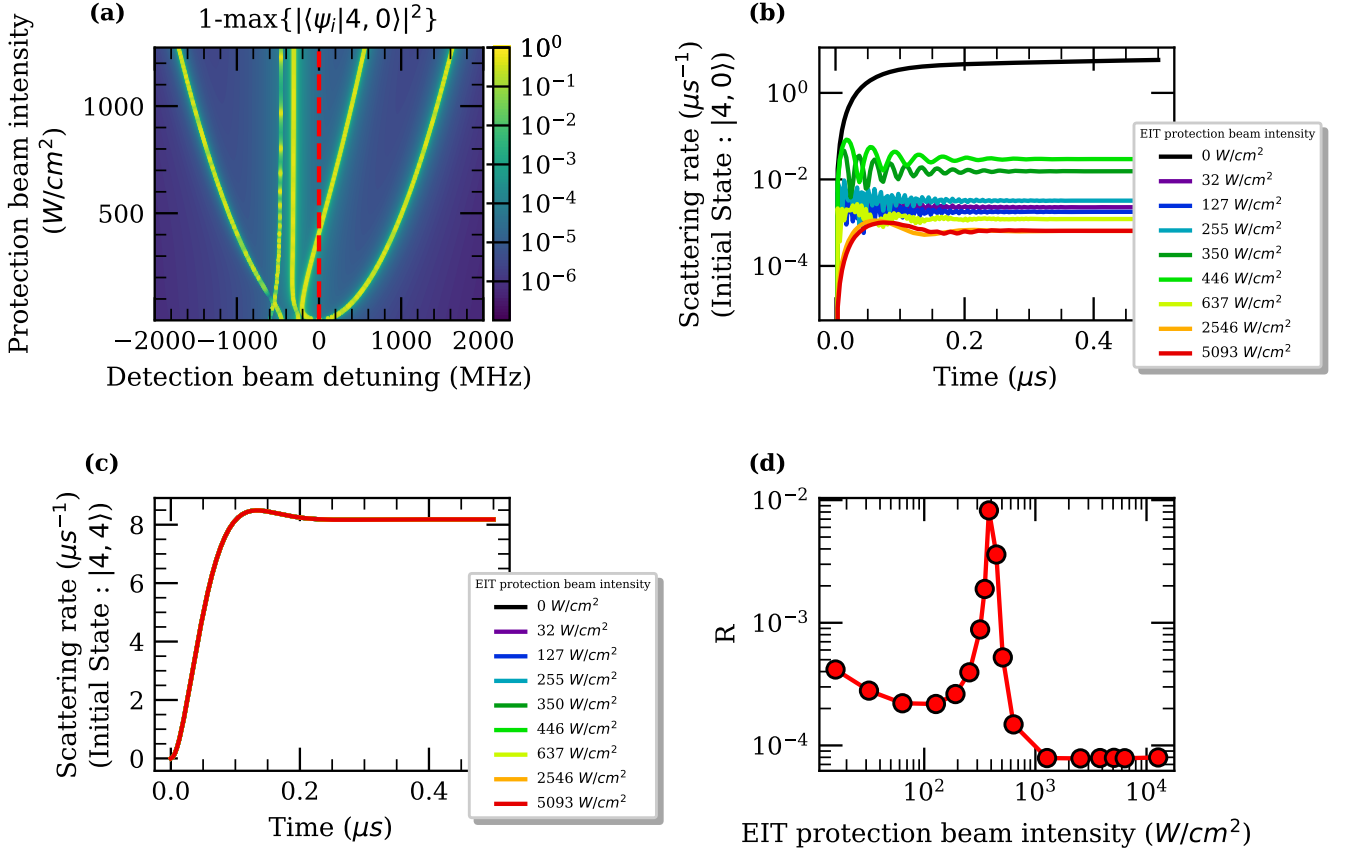 (a)
1-max{|⟨ψᵢ|4, 0⟩|²}
Protection beam intensity
(W/cm²)
1000
500
−2000
−1000
0
1000
2000
Detection beam detuning (MHz)
10⁰
10⁻¹
10⁻²
10⁻³
10⁻⁴
10⁻⁵
10⁻⁶
(b)
Scattering rate (μs⁻¹)
(Initial State : |4, 0⟩)
10⁰
10⁻²
10⁻⁴
0.0
0.2
0.4
Time (μs)
EIT protection beam intensity
0 W/cm²
32 W/cm²
127 W/cm²
255 W/cm²
350 W/cm²
446 W/cm²
637 W/cm²
2546 W/cm²
5093 W/cm²
(c)
Scattering rate (μs⁻¹)
(Initial State : |4, 4⟩)
8
6
4
2
0
0.0
0.2
0.4
Time (μs)
EIT protection beam intensity
0 W/cm²
32 W/cm²
127 W/cm²
255 W/cm²
350 W/cm²
446 W/cm²
637 W/cm²
2546 W/cm²
5093 W/cm²
(d)
R
10⁻²
10⁻³
10⁻⁴
10²
10³
10⁴
EIT protection beam intensity (W/cm²)